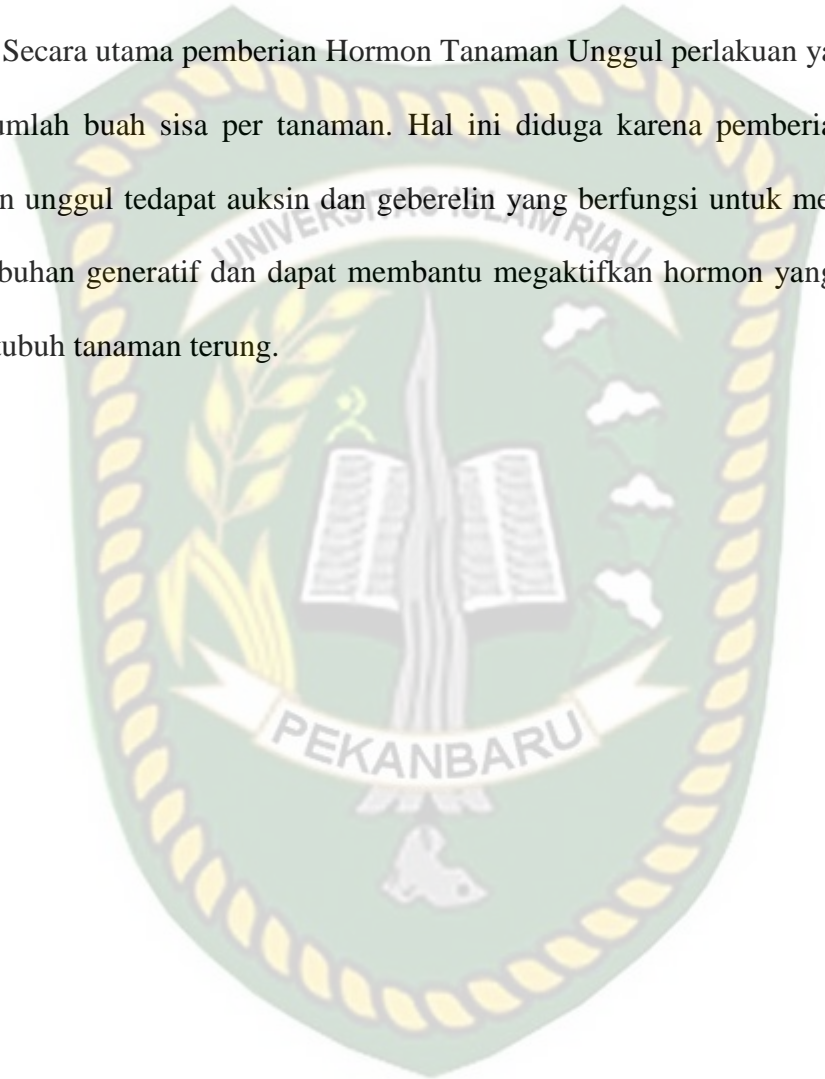 Secara utama pemberian Hormon Tanaman Unggul perlakuan ya
umlah buah sisa per tanaman. Hal ini diduga karena pemberia
n unggul tedapat auksin dan geberelin yang berfungsi untuk me
buhan generatif dan dapat membantu megaktifkan hormon yang
tubuh tanaman terung.
UNIVERSITAS ISLAM RIAU
PEKANBARU